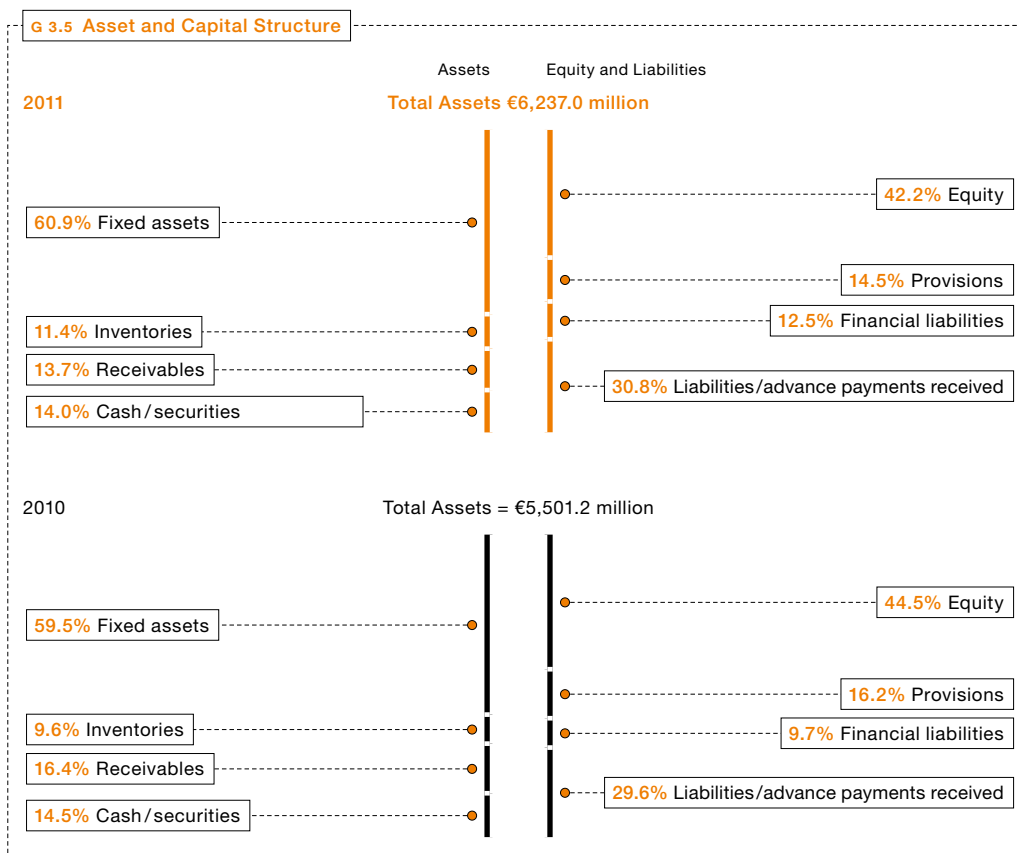 G 3.5 Asset and Capital Structure
Assets
Equity and Liabilities
2011
Total Assets €6,237.0 million
42.2% Equity
60.9% Fixed assets
14.5% Provisions
12.5% Financial liabilities
11.4% Inventories
13.7% Receivables
30.8% Liabilities/advance payments received
14.0% Cash/securities
2010
Total Assets = €5,501.2 million
44.5% Equity
59.5% Fixed assets
16.2% Provisions
9.6% Inventories
9.7% Financial liabilities
16.4% Receivables
29.6% Liabilities/advance payments received
14.5% Cash/securities